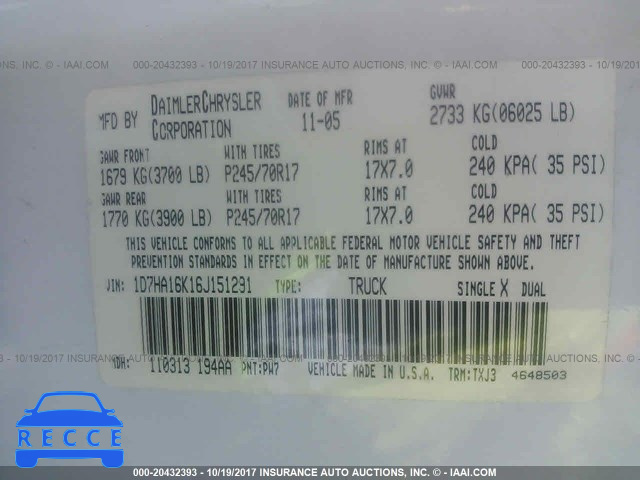 000-20432393 - 10/19/2017 INSURANCE AUTO AUCTIONS, INC. - © IAAI.COM
MFD BY DAIMLERCHRYSLER CORPORATION DATE OF MFR 11-05 GVWR 2733 KG(06025 LB)
GAWR FRONT WITH TIRES RIMS AT COLD
1679 KG(3700 LB) P245/70R17 17X7.0 240 KPA( 35 PSI)
GAWR REAR WITH TIRES RIMS AT COLD
1770 KG(3900 LB) P245/70R17 17X7.0 240 KPA( 35 PSI)
THIS VEHICLE CONFORMS TO ALL APPLICABLE FEDERAL MOTOR VEHICLE SAFETY AND THEFT
PREVENTION STANDARDS IN EFFECT ON THE DATE OF MANUFACTURE SHOWN ABOVE.
VIN: 1D7HA16K16J151291 TYPE: TRUCK SINGLE X DUAL
MDH: 110313 194AA PNT:PW7 VEHICLE MADE IN U.S.A. TRM:TXJ3 4648503
RECCE
000-20432393 - 10/19/2017 INSURANCE AUTO AUCTIONS, INC. - © IAAI.COM